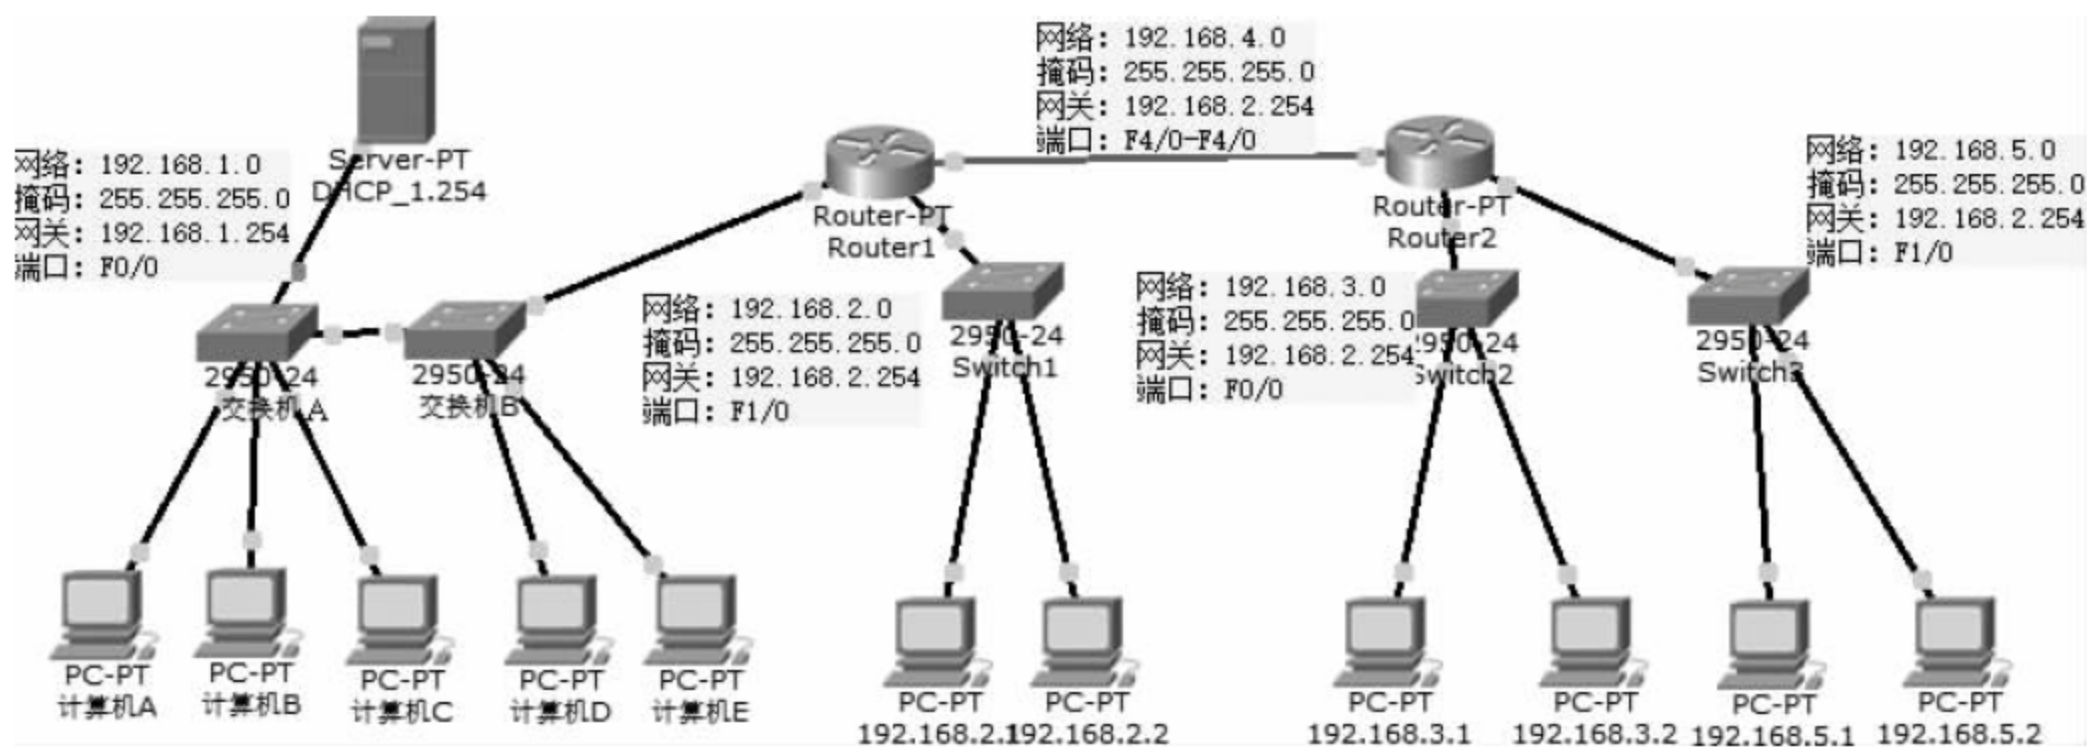 网络: 192.168.4.0
掩码: 255.255.255.0
网关: 192.168.2.254
端口: F4/0-F4/0
网络: 192.168.1.0
掩码: 255.255.255.0
网关: 192.168.1.254
端口: F0/0
Server-PT
DHCP_1.254
Router-PT
Router1
Router-PT
Router2
网络: 192.168.5.0
掩码: 255.255.255.0
网关: 192.168.2.254
端口: F1/0
2950-24
交换机A
2950-24
交换机B
网络: 192.168.2.0
掩码: 255.255.255.0
网关: 192.168.2.254
端口: F1/0
2950-24
Switch1
网络: 192.168.3.0
掩码: 255.255.255.0
网关: 192.168.2.254
端口: F0/0
2950-24
Switch2
2950-24
Switch3
PC-PT
计算机A
PC-PT
计算机B
PC-PT
计算机C
PC-PT
计算机D
PC-PT
计算机E
PC-PT
192.168.2.1
PC-PT
192.168.2.2
PC-PT
192.168.3.1
PC-PT
192.168.3.2
PC-PT
192.168.5.1
PC-PT
192.168.5.2